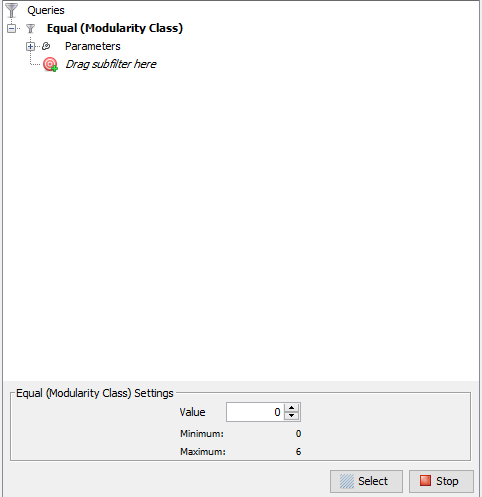 Queries
Equal (Modularity Class)
Parameters
Drag subfilter here
Equal (Modularity Class) Settings
Value 0
Minimum: 0
Maximum: 6
Select Stop